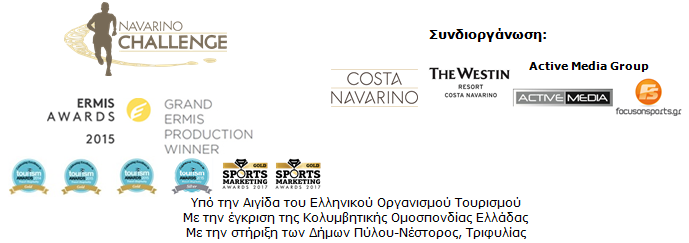 NAVARINO
CHALLENGE
Συνδιοργάνωση:
COSTA
NAVARINO
THE WESTIN
RESORT
COSTA NAVARINO
Active Media Group
ACTIVE MEDIA
focusonsports.gr
ERMIS
AWARDS
2015
GRAND
ERMIS
PRODUCTION
WINNER
tourism
tourism
tourism
tourism
GOLD
SPORTS
MARKETING
AWARDS 2017
GOLD
SPORTS
MARKETING
AWARDS 2017
Υπό την Αιγίδα του Ελληνικού Οργανισμού Τουρισμού
Με την έγκριση της Κολυμβητικής Ομοσπονδίας Ελλάδας
Με την στήριξη των Δήμων Πύλου-Νέστορος, Τριφυλίας